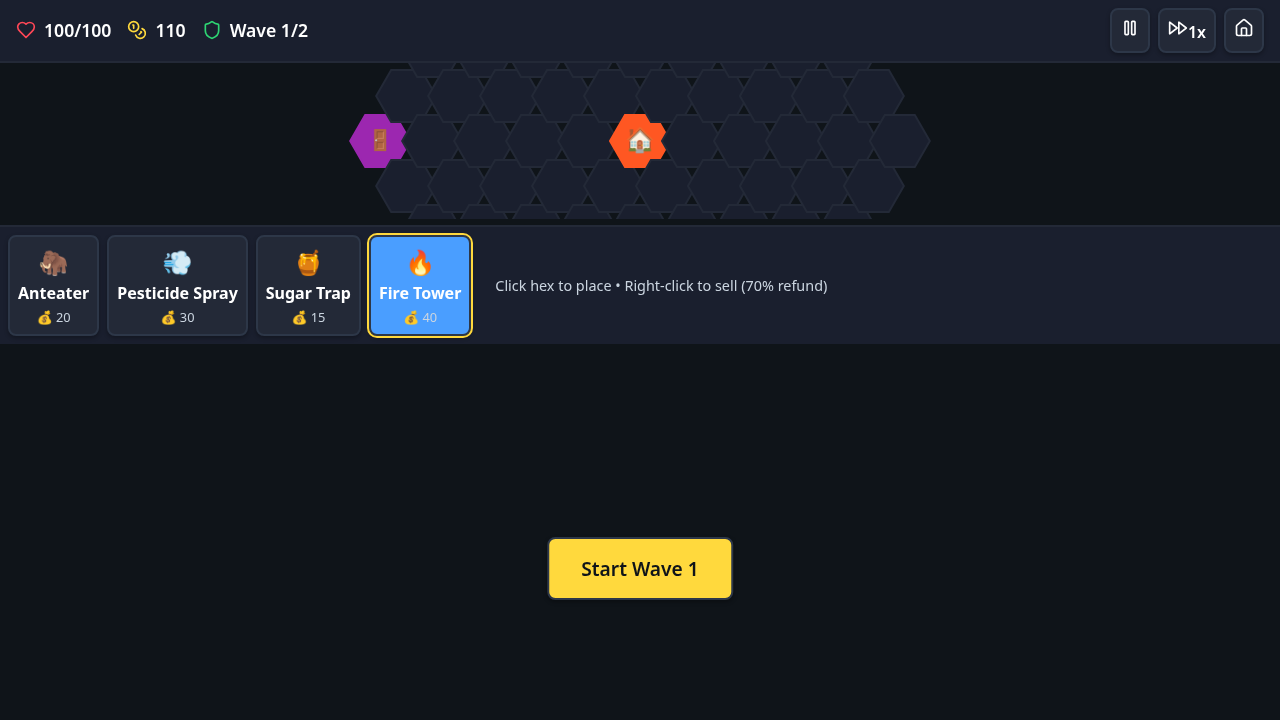 100/100 110 Wave 1/2 1x
Anteater Pesticide Spray Sugar Trap Fire Tower
20 30 15 40
Click hex to place • Right-click to sell (70% refund)
Start Wave 1